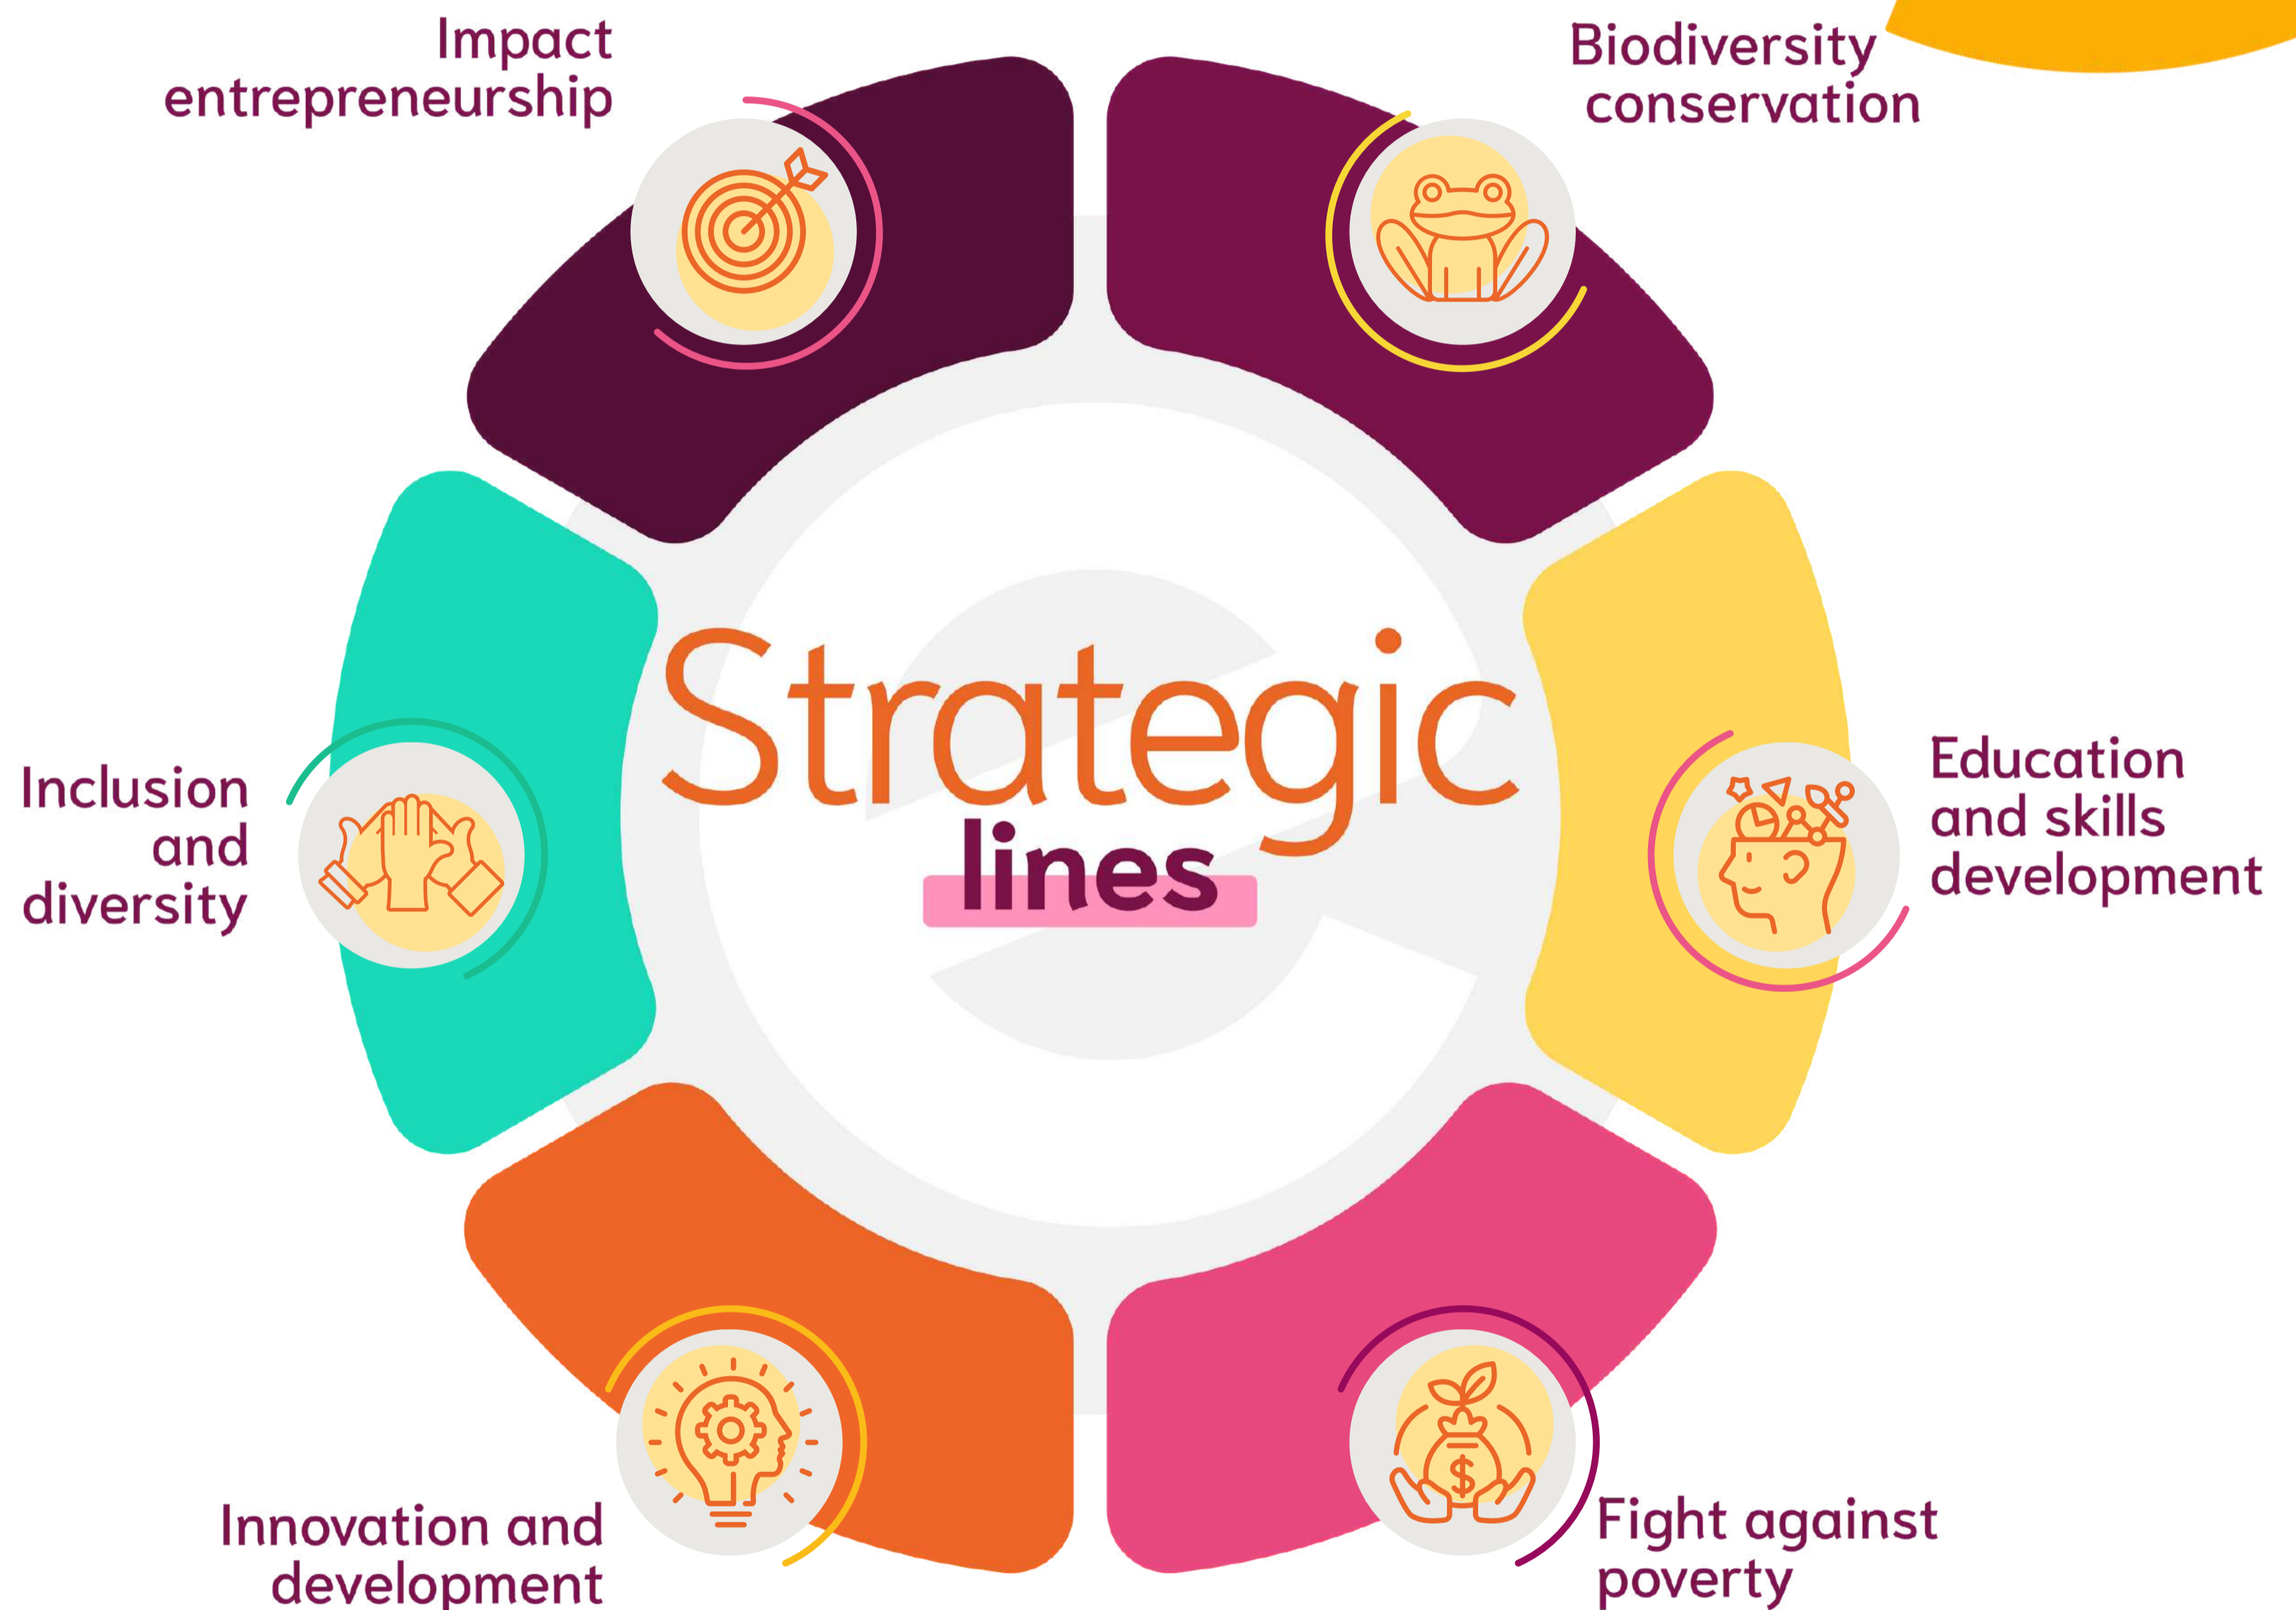 Impact
entrepreneurship
Biodiversity
conservation
Strategic
lines
Inclusion
and
diversity
Education
and skills
development
Innovation and
development
Fight against
poverty
$